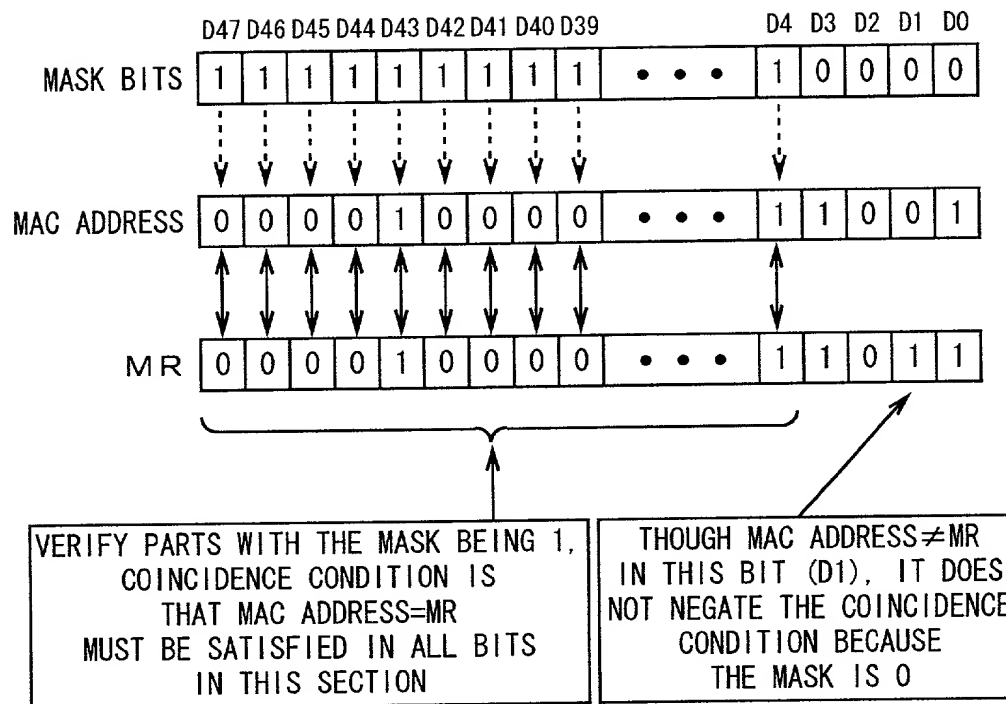 D47 D46 D45 D44 D43 D42 D41 D40 D39 D4 D3 D2 D1 D0
MASK BITS 1 1 1 1 1 1 1 1 1 • • • 1 0 0 0 0
MAC ADDRESS 0 0 0 0 1 0 0 0 0 • • • 1 1 0 0 1
MR 0 0 0 0 1 0 0 0 0 • • • 1 1 0 1 1
VERIFY PARTS WITH THE MASK BEING 1,
COINCIDENCE CONDITION IS
THAT MAC ADDRESS=MR
MUST BE SATISFIED IN ALL BITS
IN THIS SECTION
THOUGH MAC ADDRESS≠MR
IN THIS BIT (D1), IT DOES
NOT NEGATE THE COINCIDENCE
CONDITION BECAUSE
THE MASK IS 0